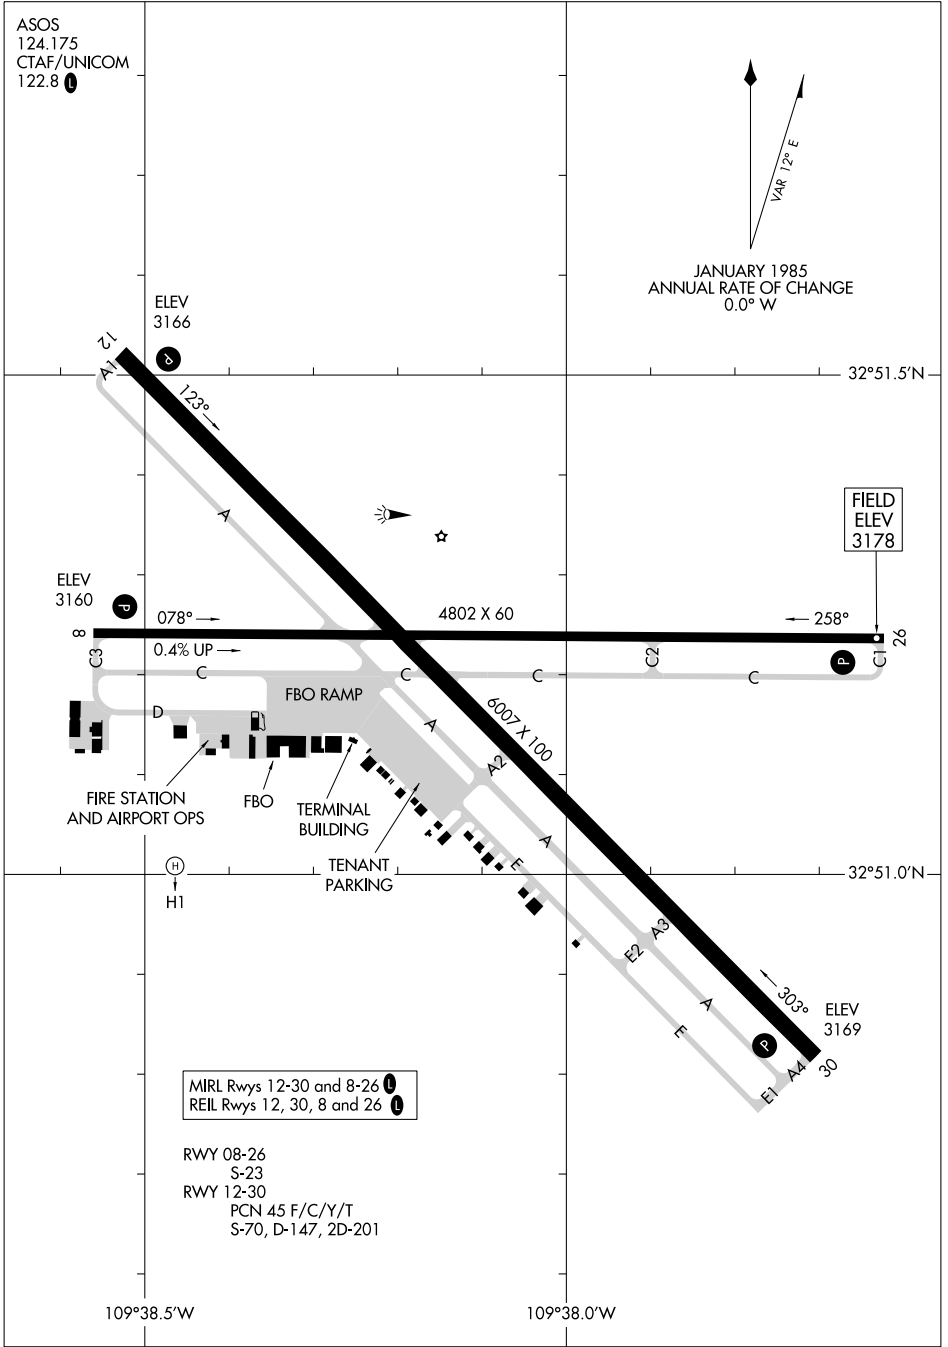 ASOS
124.175
CTAF/UNICOM
122.8 L
VAR 12° E
JANUARY 1985
ANNUAL RATE OF CHANGE
0.0° W
ELEV
3166
P
12
A1
123°
32°51.5'N
A
FIELD
ELEV
3178
ELEV
3160
P
8
078°
4802 X 60
258°
26
0.4% UP
C3
C
C
C
C2
C
P
C1
FBO RAMP
D
A
6007 X 100
A2
FIRE STATION
AND AIRPORT OPS
FBO
TERMINAL
BUILDING
TENANT
PARKING
A
E
32°51.0'N
H
H1
A3
E2
A
303°
ELEV
3169
E
P
A4
30
E1
MIRL Rwys 12-30 and 8-26 L
REIL Rwys 12, 30, 8 and 26 L
RWY 08-26
S-23
RWY 12-30
PCN 45 F/C/Y/T
S-70, D-147, 2D-201
109°38.5'W
109°38.0'W